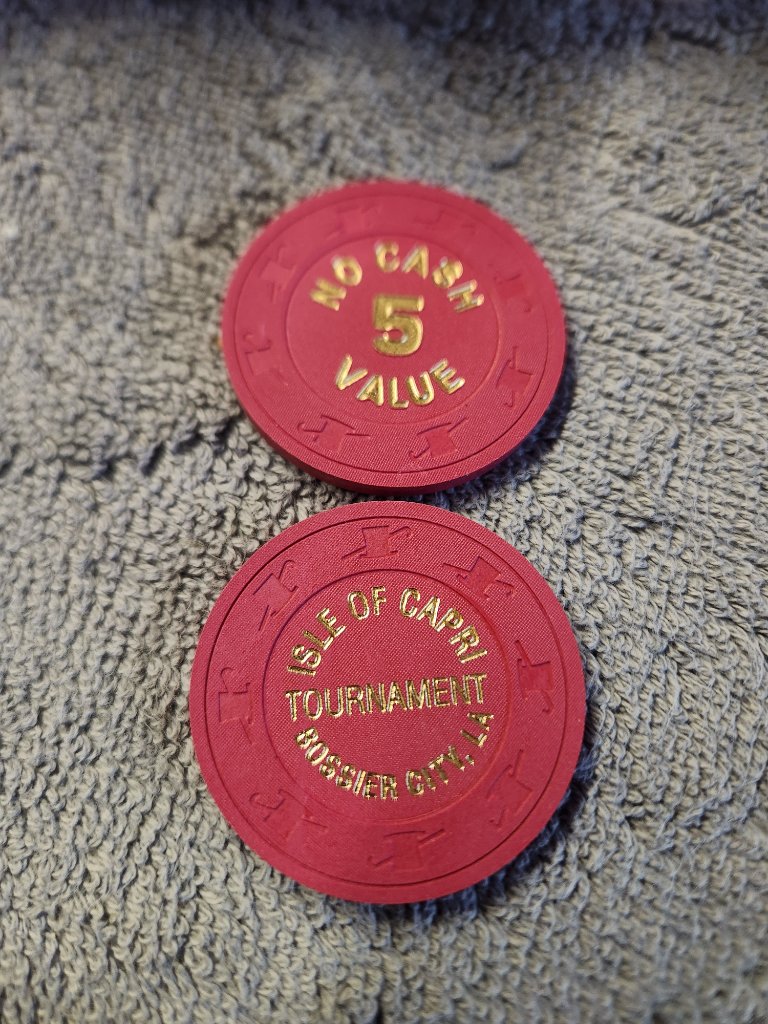 NO CASH
5
VALUE
ISLE OF CAPRI
TOURNAMENT
BOSSIER CITY, LA